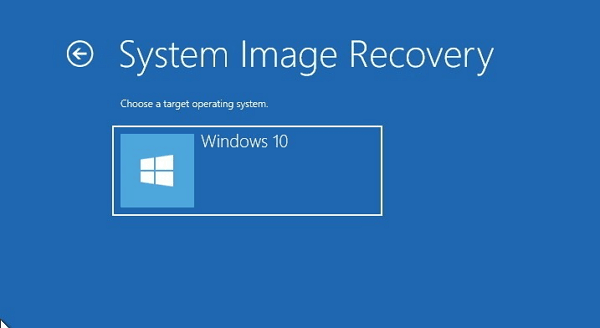 System Image Recovery
Choose a target operating system.
Windows 10